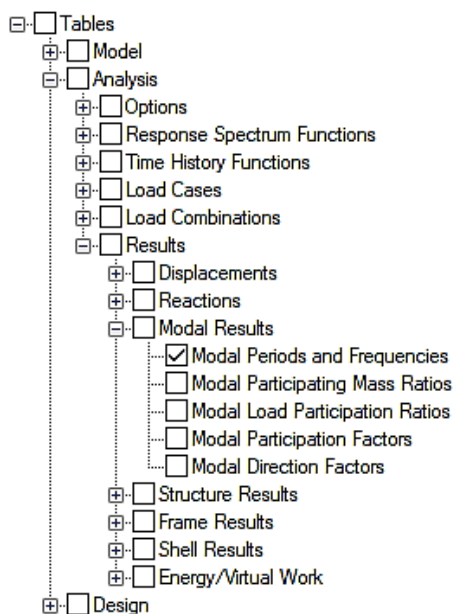 Tables
Model
Analysis
Options
Response Spectrum Functions
Time History Functions
Load Cases
Load Combinations
Results
Displacements
Reactions
Modal Results
Modal Periods and Frequencies
Modal Participating Mass Ratios
Modal Load Participation Ratios
Modal Participation Factors
Modal Direction Factors
Structure Results
Frame Results
Shell Results
Energy/Virtual Work
Design